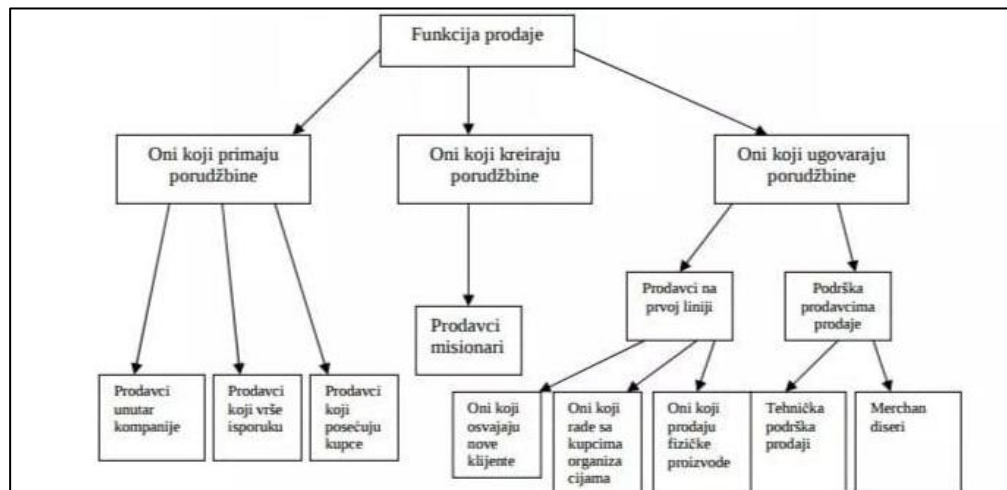 Funkcija prodaje
Oni koji primaju
porudžbine
Oni koji kreiraju
porudžbine
Oni koji ugovaraju
porudžbine
Prodavci na
prvoj liniji
Podrška
prodavcima
prodaje
Prodavci
misionari
Prodavci
unutar
kompanije
Prodavci
koji vrše
isporuku
Prodavci
koji
posećuju
kupce
Oni koji
osvajaju
nove
klijente
Oni koji
rade sa
kupcima
organiza
cijama
Oni koji
prodaju
fizičke
proizvode
Tehnička
podrška
prodaji
Merchan
diseri